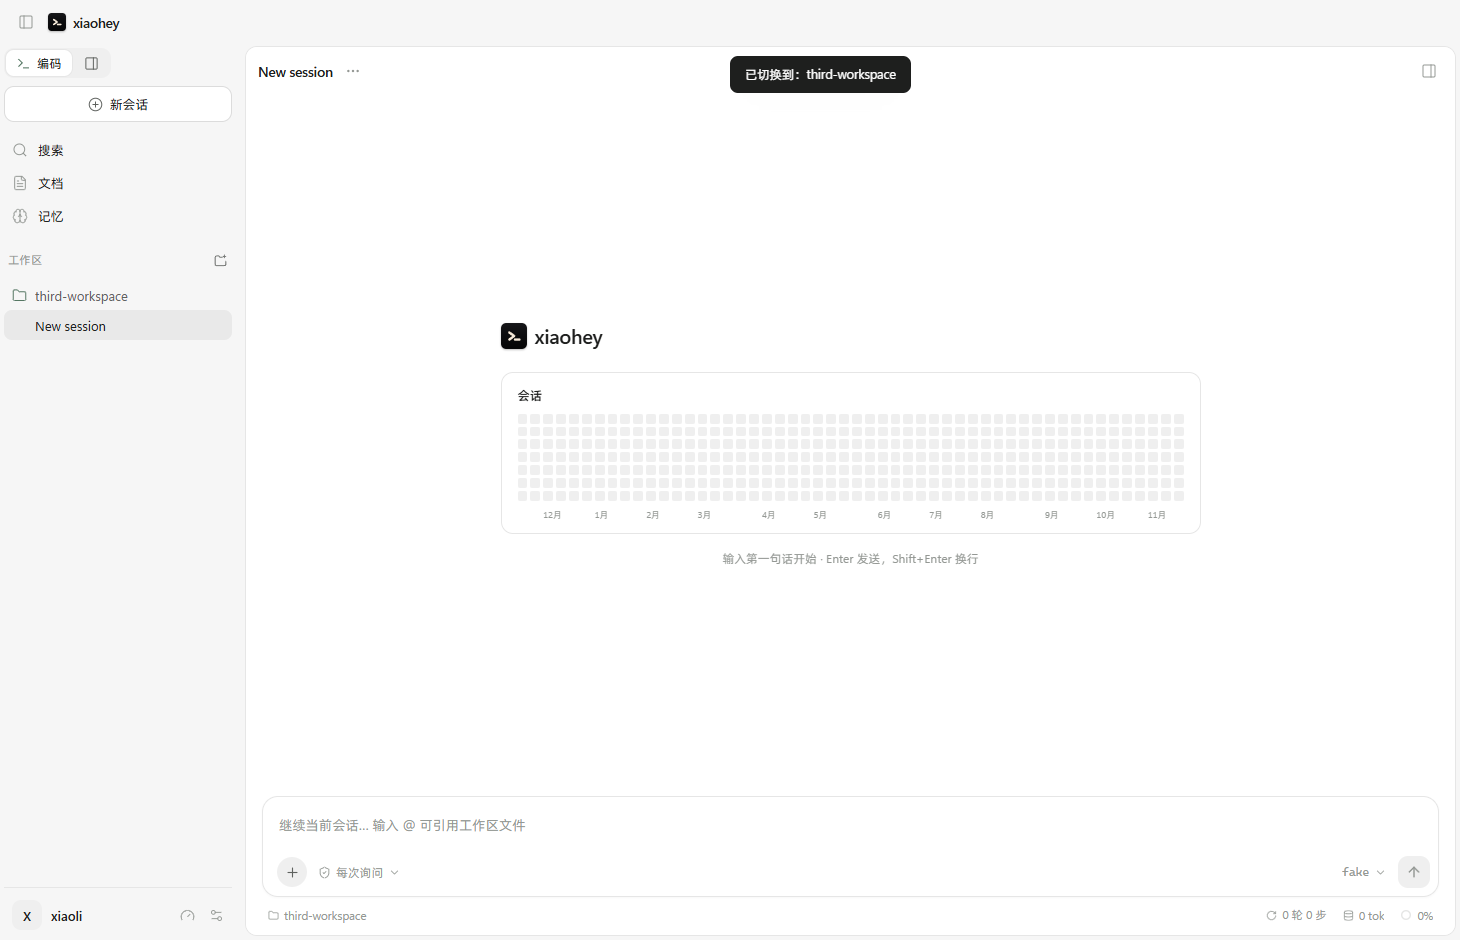 xiaohey
编码
新会话
搜索
文档
记忆
工作区
third-workspace
New session
X xiaoli
New session ···
已切换到：third-workspace
xiaohey
会话
12月 1月 2月 3月 4月 5月 6月 7月 8月 9月 10月 11月
输入第一句话开始 · Enter 发送，Shift+Enter 换行
继续当前会话... 输入 @ 可引用工作区文件
每次询问 fake
third-workspace 0 轮 0 步 0 tok 0%